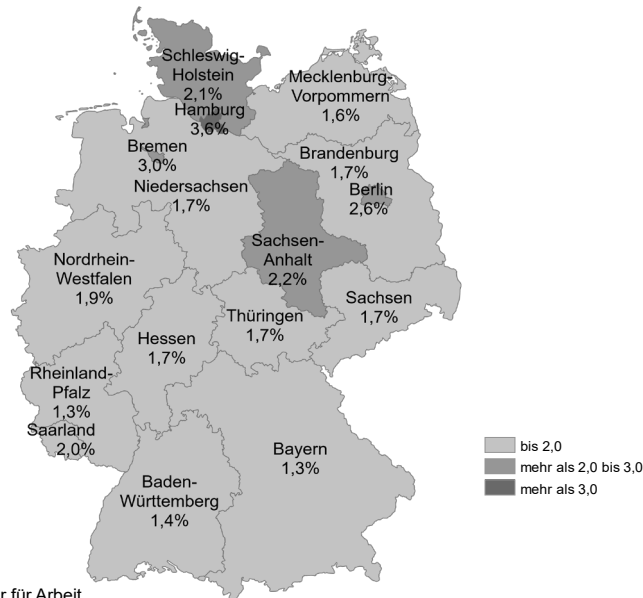 Schleswig-
Holstein
2,1%
Hamburg
3,6%
Mecklenburg-
Vorpommern
1,6%
Bremen
3,0%
Brandenburg
1,7%
Niedersachsen
1,7%
Berlin
2,6%
Sachsen-
Anhalt
2,2%
Nordrhein-
Westfalen
1,9%
Sachsen
1,7%
Thüringen
1,7%
Hessen
1,7%
Rheinland-
Pfalz
1,3%
Saarland
2,0%
Bayern
1,3%
Baden-
Württemberg
1,4%
bis 2,0
mehr als 2,0 bis 3,0
mehr als 3,0
r für Arbeit